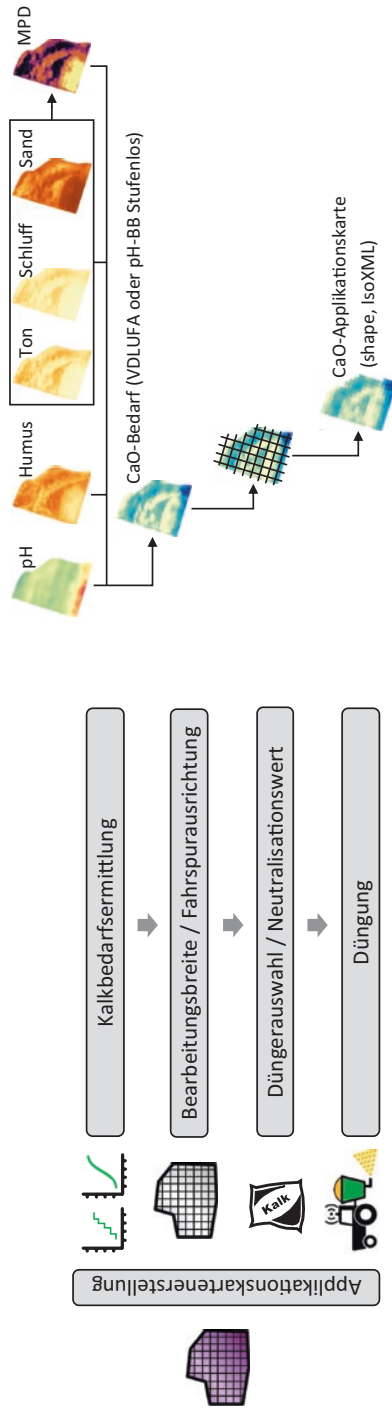 Applikationskartenerstellung
Kalkbedarfsermittlung
Bearbeitungsbreite / Fahrspurausrichtung
Kalk
Düngerauswahl / Neutralisationswert
Düngung
pH
Humus
Ton
Schluff
Sand
MPD
CaO-Bedarf (VDLUFA oder pH-BB Stufenlos)
CaO-Applikationskarte
(shape, IsoXML)